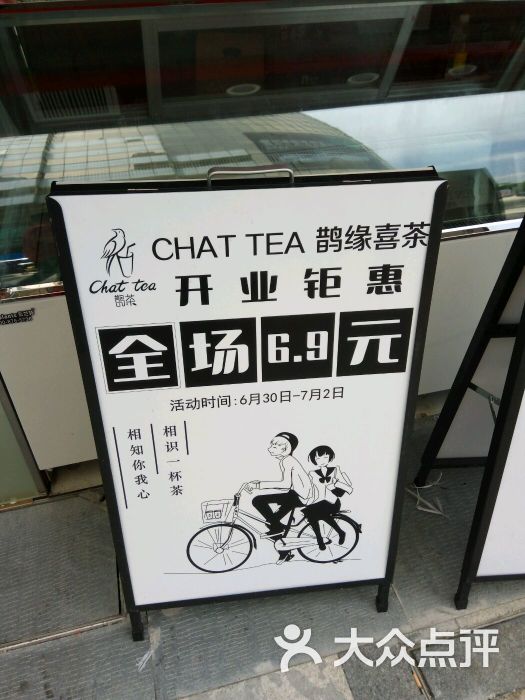 CHAT TEA 鹊缘喜茶
Chat tea
鹊茶
开业钜惠
全场6.9元
活动时间:6月30日-7月2日
相识一杯茶
相知你我心
大众点评